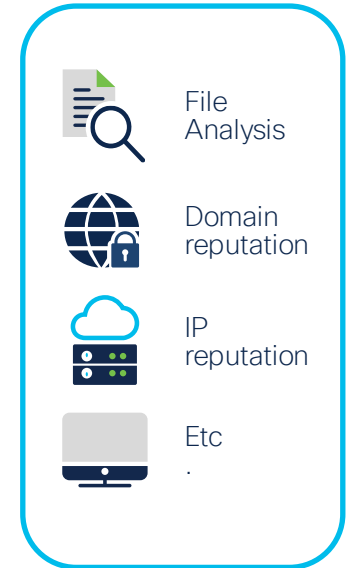 File
Analysis
Domain
reputation
IP
reputation
Etc
.